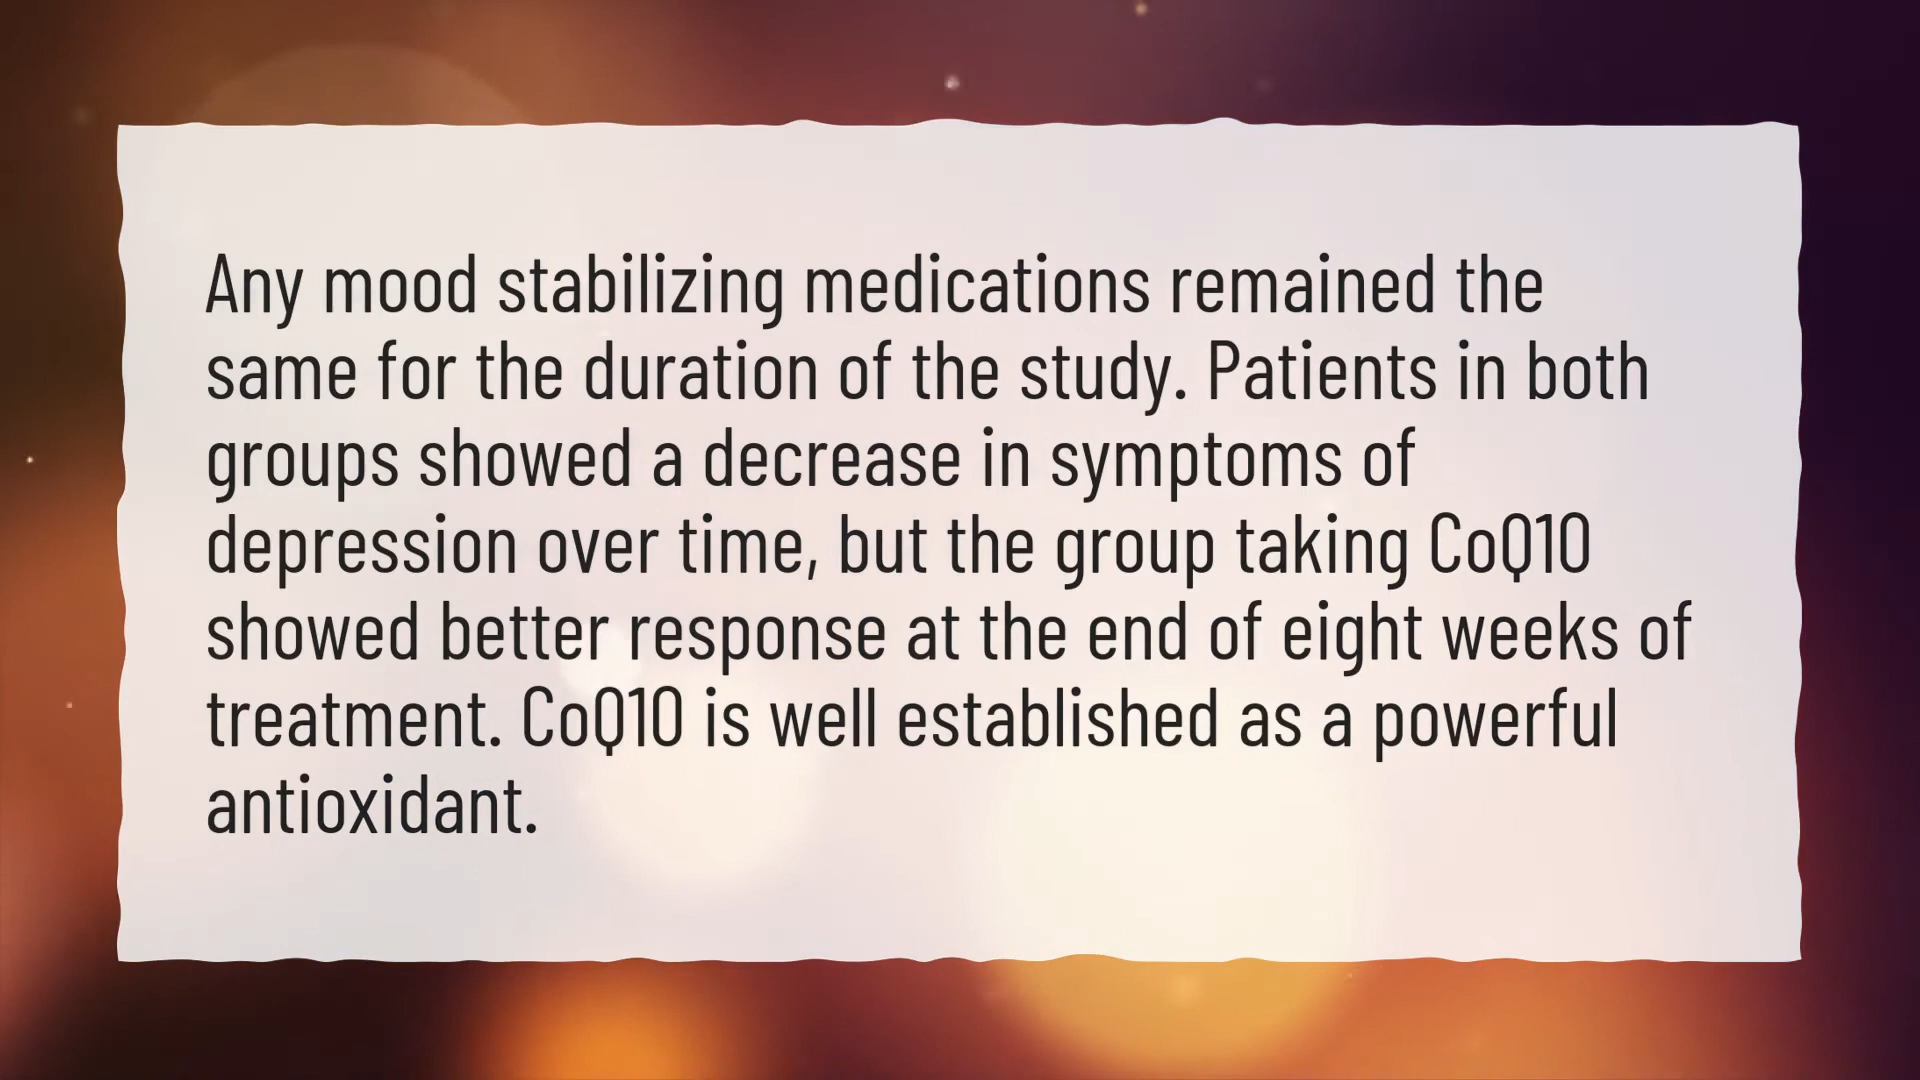 Any mood stabilizing medications remained the
same for the duration of the study. Patients in both
groups showed a decrease in symptoms of
depression over time, but the group taking CoQ10
showed better response at the end of eight weeks of
treatment. CoQ10 is well established as a powerful
antioxidant.